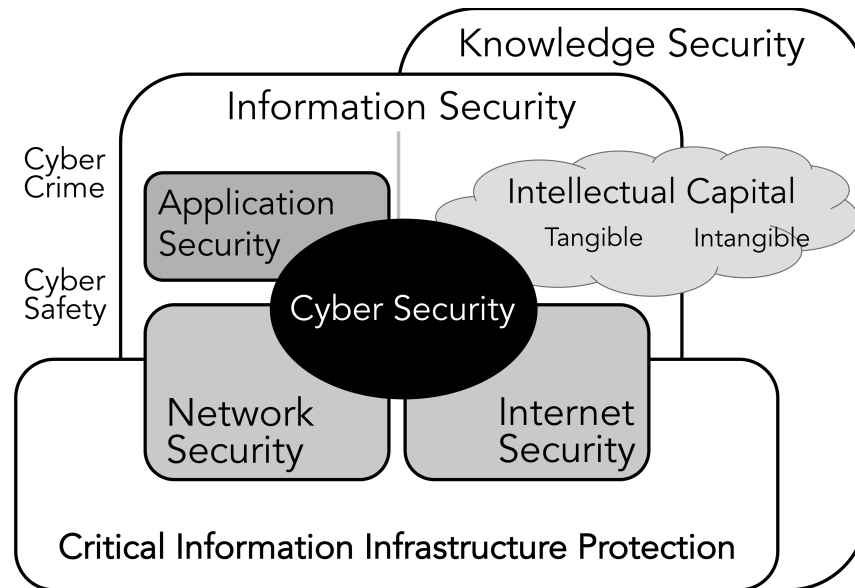 Knowledge Security
Information Security
Cyber
Crime
Application
Security
Intellectual Capital
Tangible
Intangible
Cyber
Safety
Cyber Security
Network
Security
Internet
Security
Critical Information Infrastructure Protection